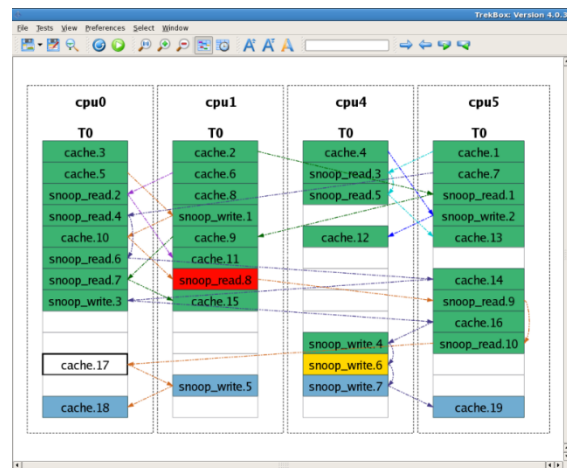 TrekBox: Version 4.0.3
File Tests View Preferences Select Window
cpu0 cpu1 cpu4 cpu5
T0 T0 T0 T0
cache.3 cache.2 cache.4 cache.1
cache.5 cache.6 snoop_read.3 cache.7
snoop_read.2 cache.8 snoop_read.5 snoop_read.1
snoop_read.4 snoop_write.1 snoop_write.2
cache.10 cache.9 cache.12 cache.13
snoop_read.6 cache.11
snoop_read.7 snoop_read.8 cache.14
snoop_write.3 cache.15 snoop_read.9
cache.16
snoop_write.4 snoop_read.10
cache.17 snoop_write.6
snoop_write.5 snoop_write.7
cache.18 cache.19